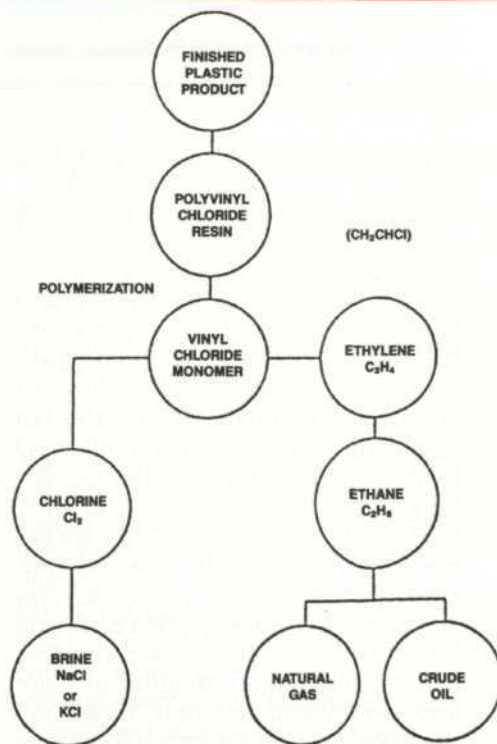 FINISHED
PLASTIC
PRODUCT
POLYVINYL
CHLORIDE
RESIN
(CH₂CHCl)
POLYMERIZATION
VINYL
CHLORIDE
MONOMER
ETHYLENE
C₂H₄
CHLORINE
Cl₂
ETHANE
C₂H₆
BRINE
NaCl
or
KCl
NATURAL
GAS
CRUDE
OIL